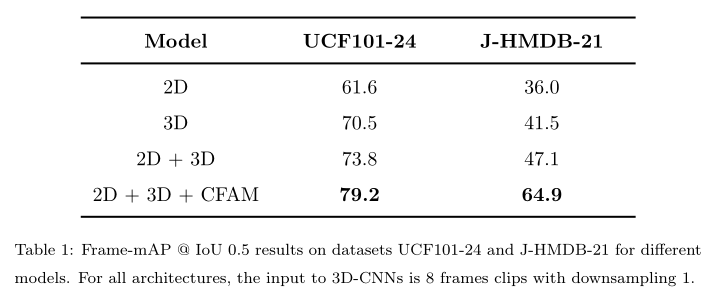 Model UCF101-24 J-HMDB-21
2D 61.6 36.0
3D 70.5 41.5
2D + 3D 73.8 47.1
2D + 3D + CFAM 79.2 64.9
Table 1: Frame-mAP @ IoU 0.5 results on datasets UCF101-24 and J-HMDB-21 for different
models. For all architectures, the input to 3D-CNNs is 8 frames clips with downsampling 1.